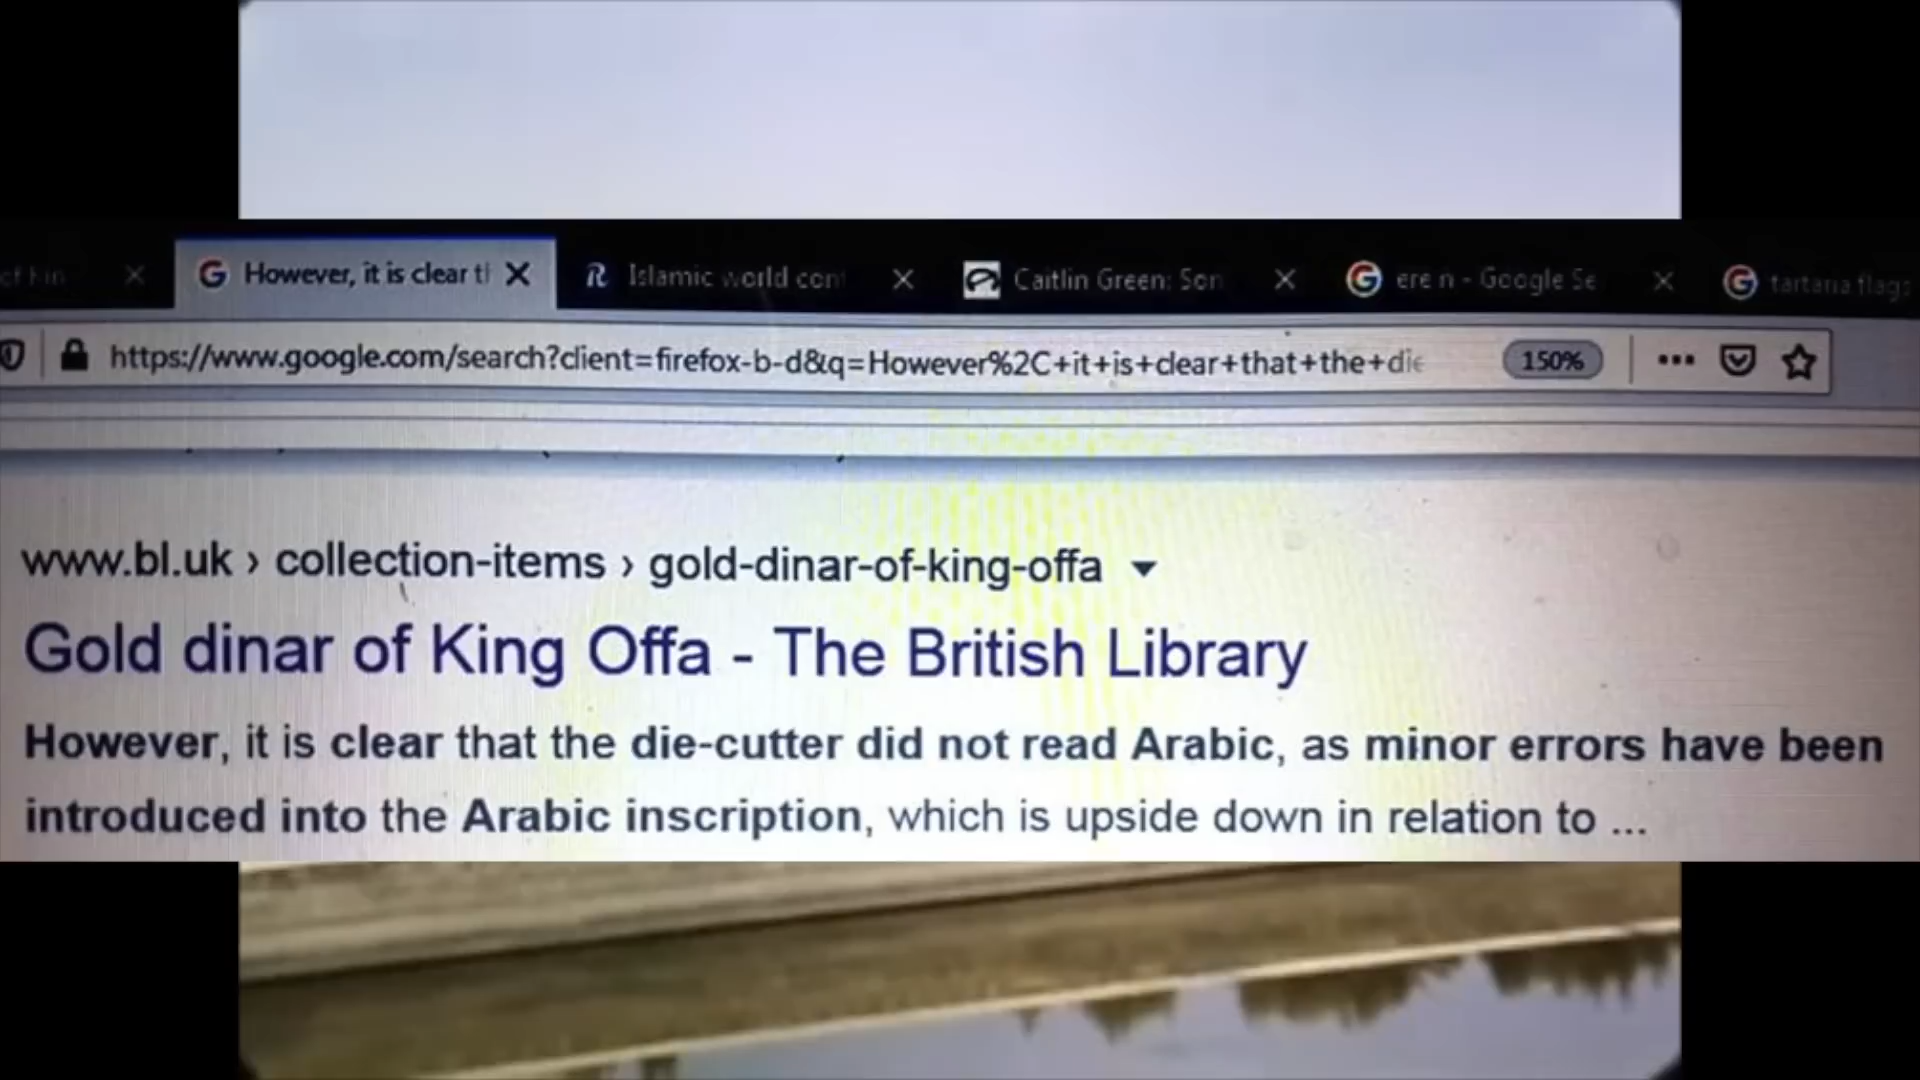 However, it is clear tl
Islamic world con
Caitlin Green: Son
ere n - Google Se
tartaria flags
https://www.google.com/search?client=firefox-b-d&q=However%2C+it+is+clear+that+the+die
150%
www.bl.uk › collection-items › gold-dinar-of-king-offa
Gold dinar of King Offa - The British Library
However, it is clear that the die-cutter did not read Arabic, as minor errors have been
introduced into the Arabic inscription, which is upside down in relation to ...